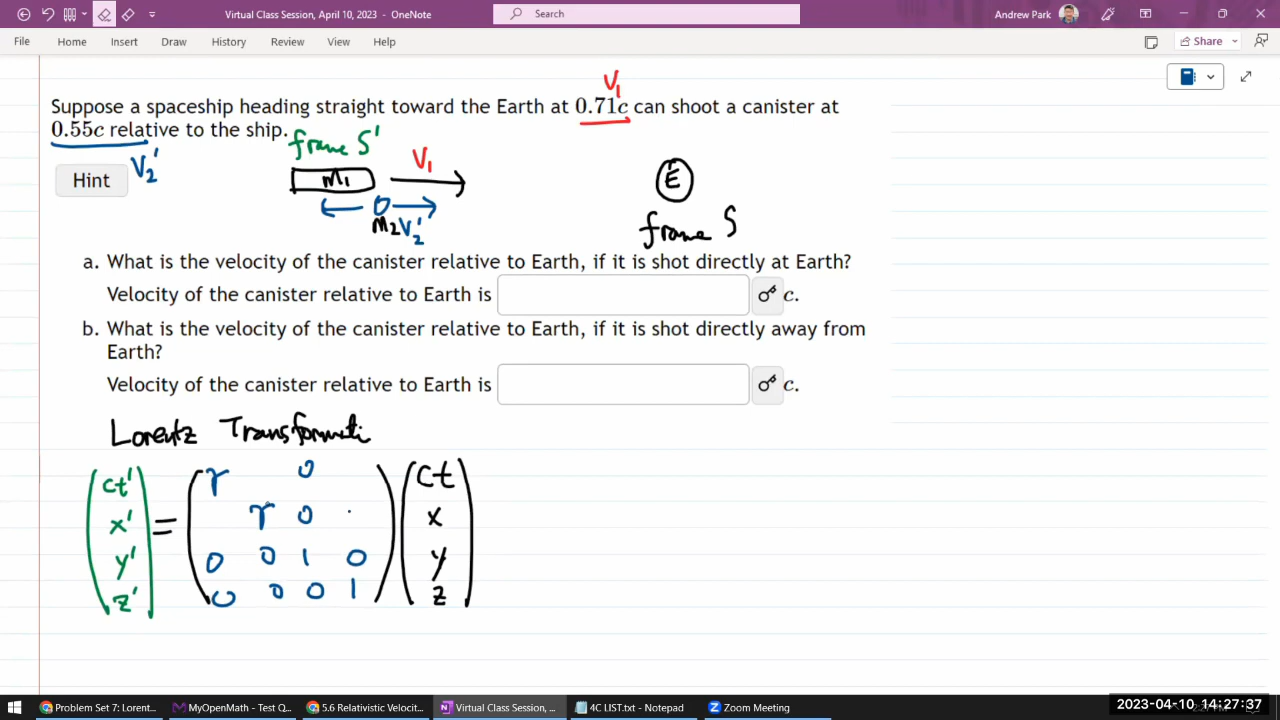 Virtual Class Session, April 10, 2023 - OneNote
Search
Andrew Park
File Home Insert Draw History Review View Help Share
V₁
Suppose a spaceship heading straight toward the Earth at 0.71c can shoot a canister at
0.55c relative to the ship.
V₂'
frame S'
Hint
M₁
V₁
E
M₂ V₂'
frame S
a. What is the velocity of the canister relative to Earth, if it is shot directly at Earth?
Velocity of the canister relative to Earth is c.
b. What is the velocity of the canister relative to Earth, if it is shot directly away from
Earth?
Velocity of the canister relative to Earth is c.
Lorentz Transformati
ct' γ 0 ct
x' = γ 0 x
y' 0 0 1 0 y
z' 0 0 0 1 z
Problem Set 7: Lorent... MyOpenMath - Test Q... 5.6 Relativistic Velocit... Virtual Class Session,... 4C LIST.txt - Notepad Zoom Meeting
2023-04-10 14:27:37